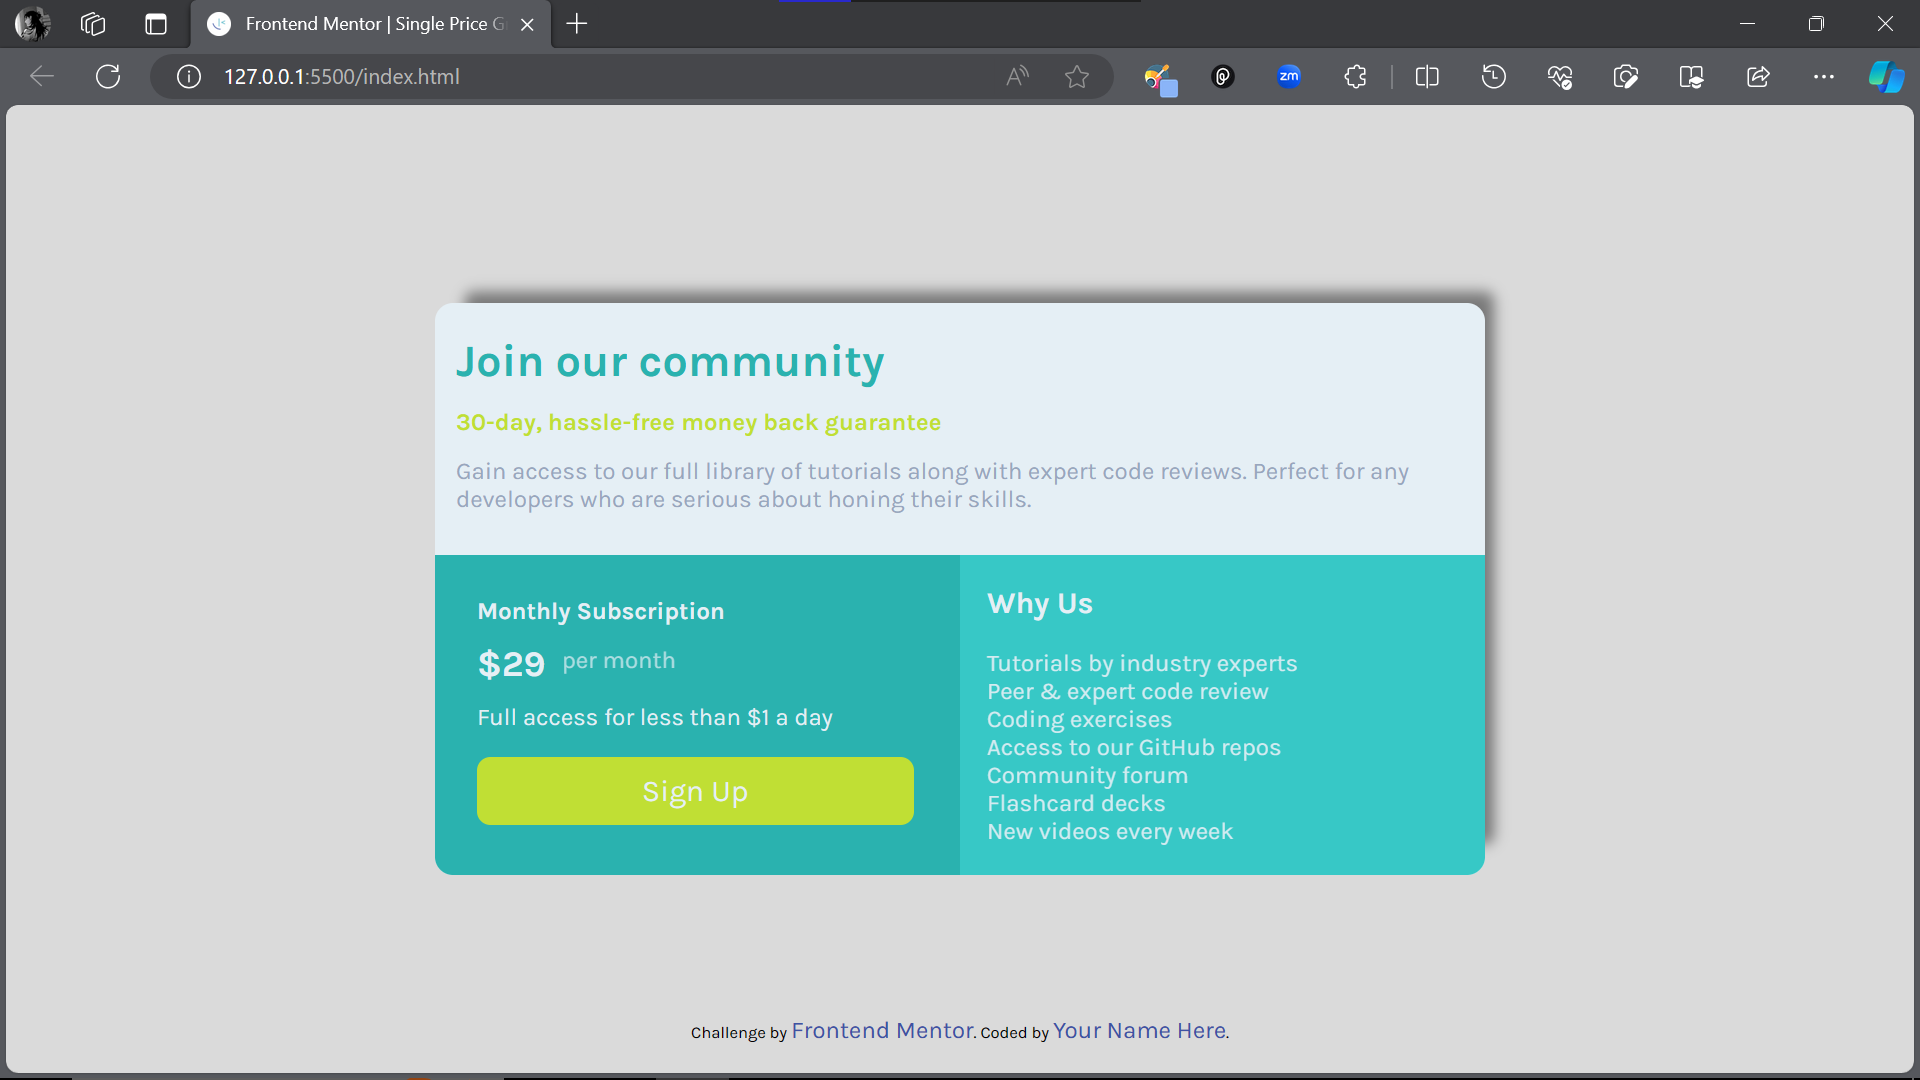 Frontend Mentor | Single Price G
127.0.0.1:5500/index.html
zm
Join our community
30-day, hassle-free money back guarantee
Gain access to our full library of tutorials along with expert code reviews. Perfect for any
developers who are serious about honing their skills.
Monthly Subscription
$29 per month
Full access for less than $1 a day
Sign Up
Why Us
Tutorials by industry experts
Peer & expert code review
Coding exercises
Access to our GitHub repos
Community forum
Flashcard decks
New videos every week
Challenge by Frontend Mentor. Coded by Your Name Here.